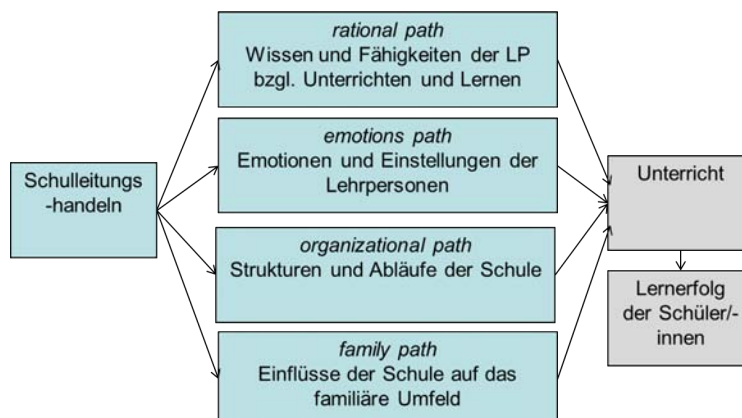 rational path
Wissen und Fähigkeiten der LP
bzgl. Unterrichten und Lernen
emotions path
Emotionen und Einstellungen der
Lehrpersonen
Schulleitungs
-handeln
Unterricht
organizational path
Strukturen und Abläufe der Schule
Lernerfolg
der Schüler/-
innen
family path
Einflüsse der Schule auf das
familiäre Umfeld